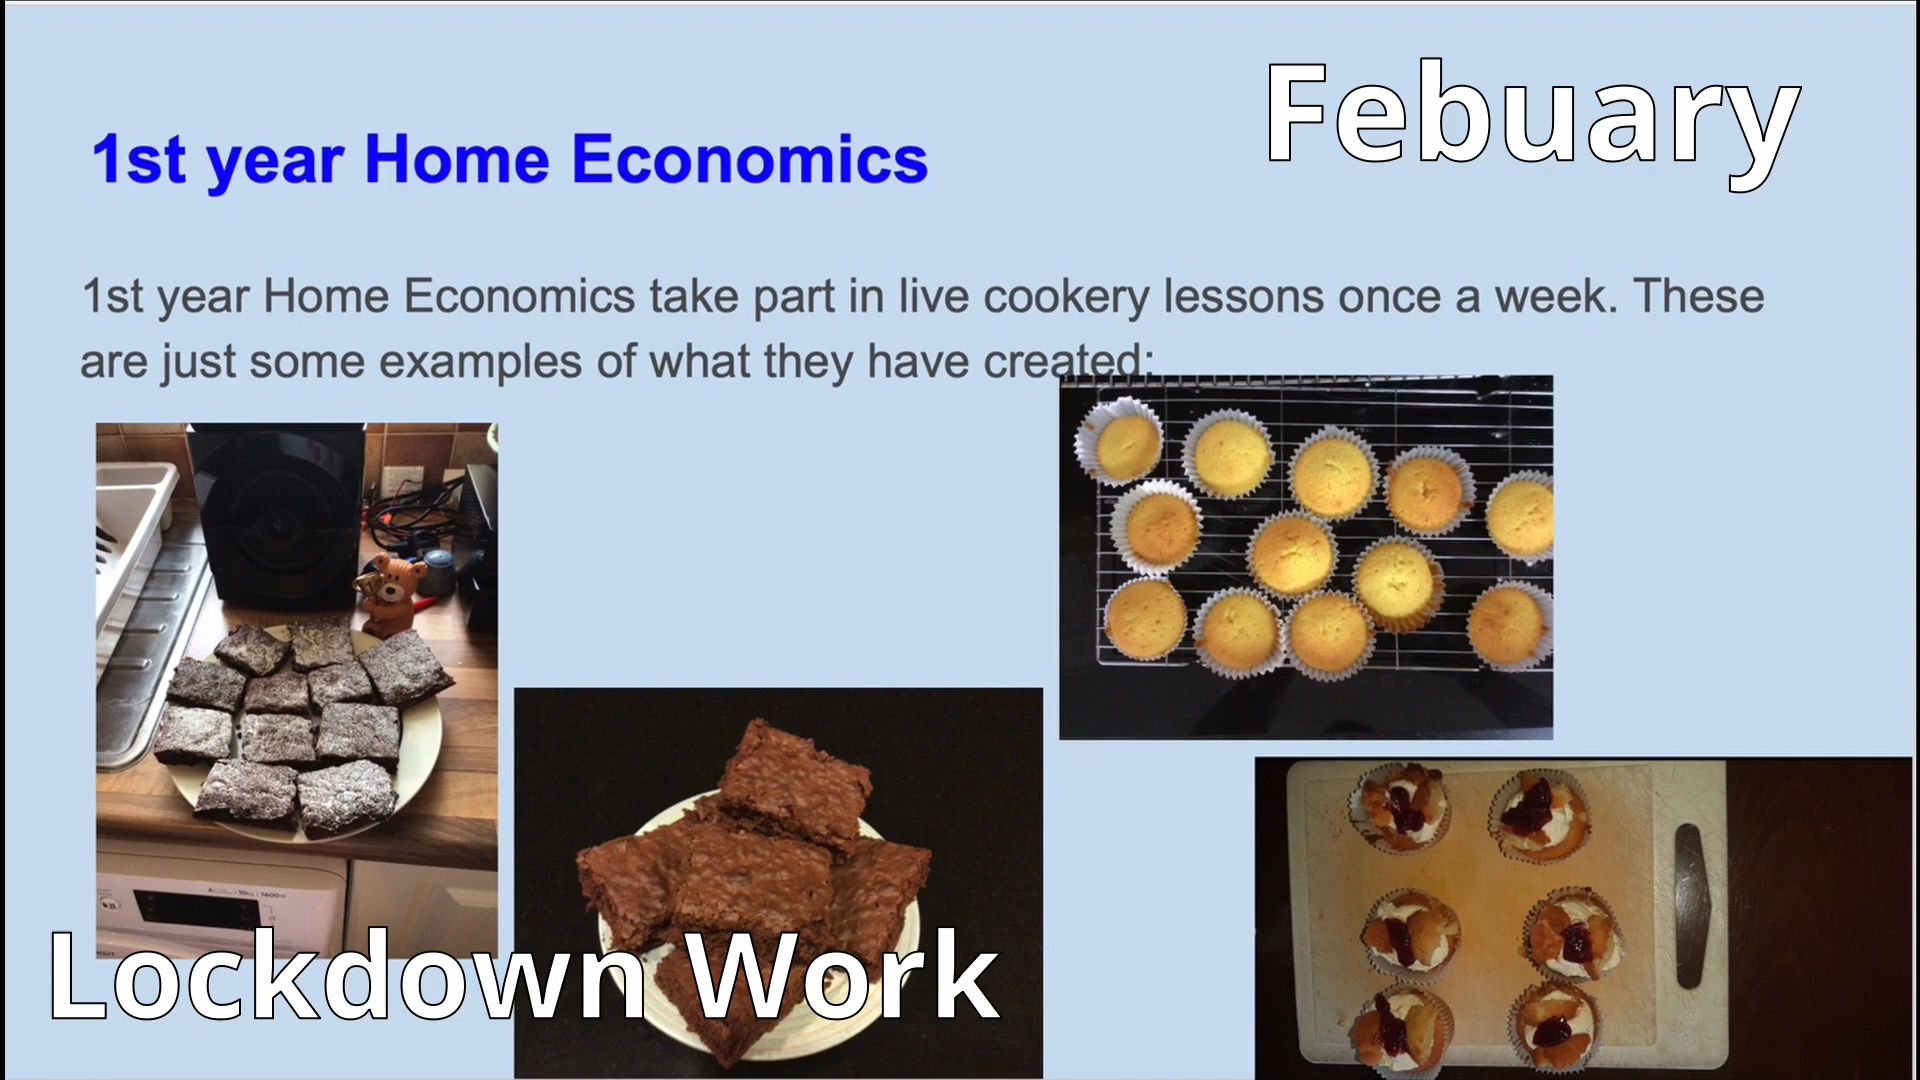 Febuary
1st year Home Economics
1st year Home Economics take part in live cookery lessons once a week. These
are just some examples of what they have created:
Lockdown Work